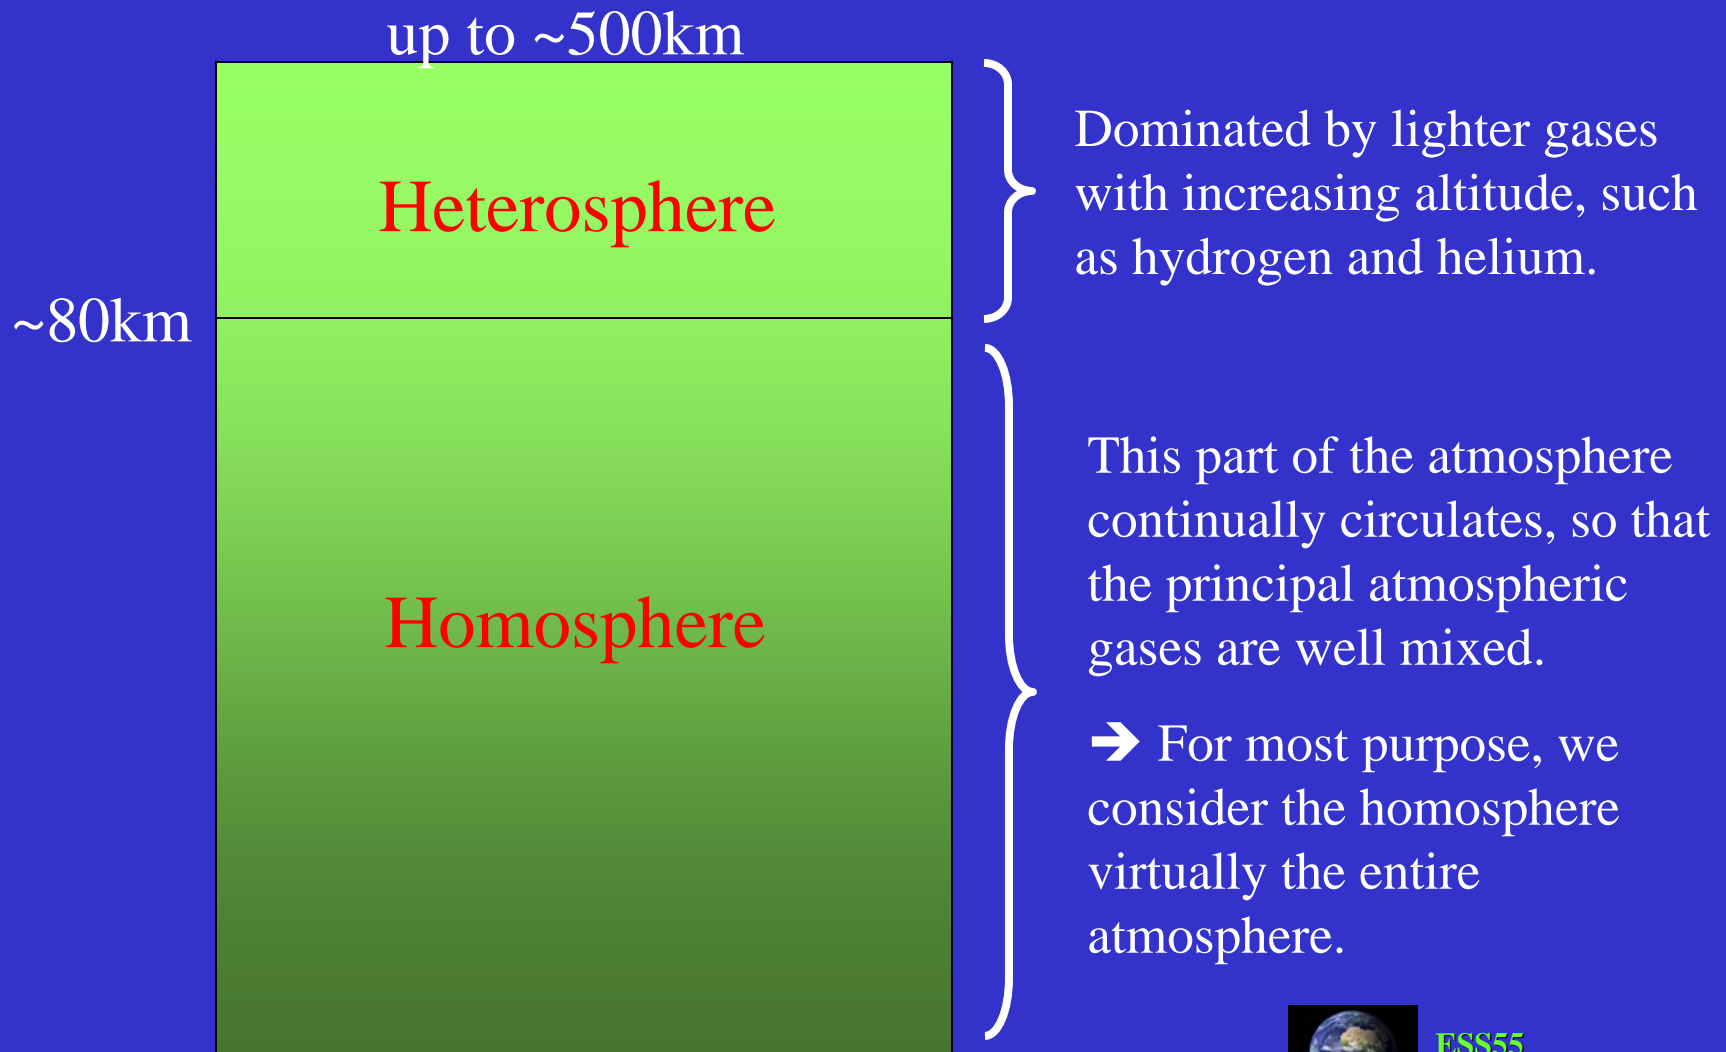 up to ~500km
Heterosphere
Dominated by lighter gases
with increasing altitude, such
as hydrogen and helium.
~80km
Homosphere
This part of the atmosphere
continually circulates, so that
the principal atmospheric
gases are well mixed.
➔ For most purpose, we
consider the homosphere
virtually the entire
atmosphere.
ESS55